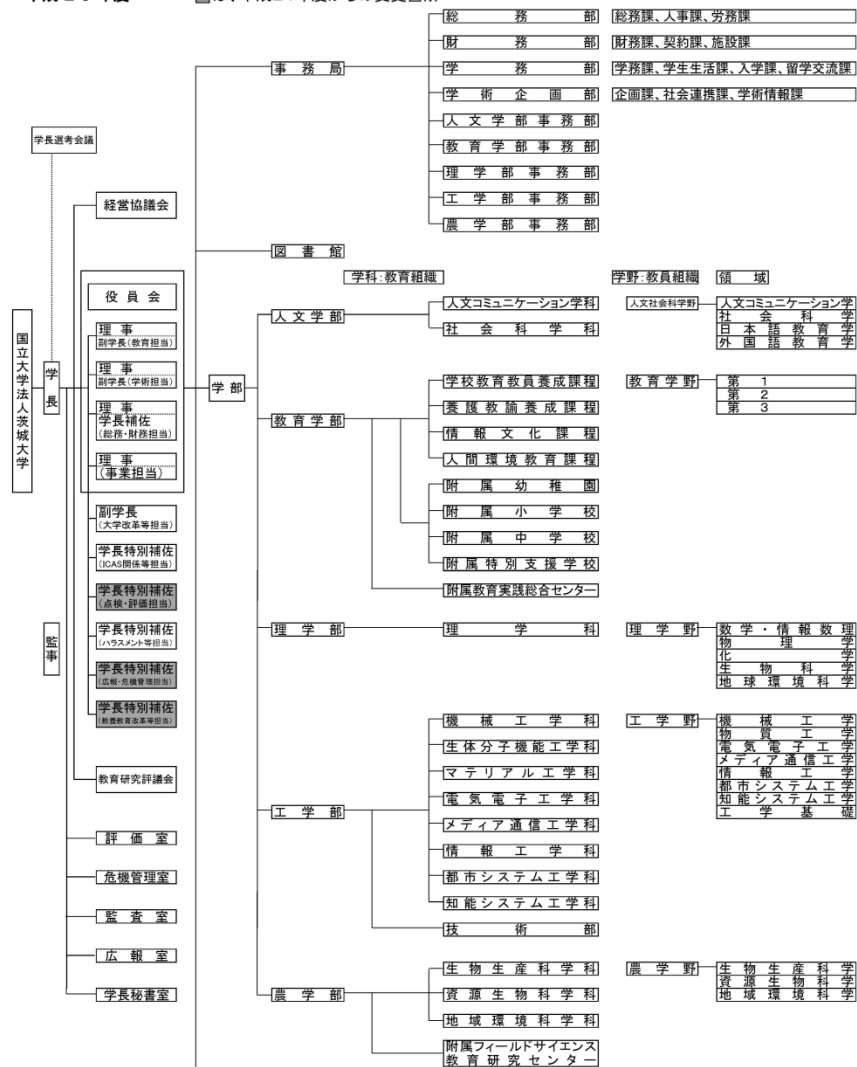 総務部 総務課、人事課、労務課
財務部 財務課、契約課、施設課
事務局 学務部 学務課、学生生活課、入学課、留学交流課
学術企画部 企画課、社会連携課、学術情報課
人文学部事務部
教育学部事務部
理学部事務部
工学部事務部
農学部事務部
学長選考会議
経営協議会
図書館
学科:教育組織 学野:教員組織 領域
役員会
理事
副学長(教育担当)
理事
副学長(学術担当)
理事
学長補佐
(総務・財務担当)
理事
(事業担当)
国立大学法人茨城大学
学長
学部
副学長
(大学改革等担当)
学長特別補佐
(ICAS関係等担当)
学長特別補佐
(点検・評価担当)
学長特別補佐
(ハラスメント等担当)
学長特別補佐
(広報・危機管理担当)
学長特別補佐
(教養教育改革等担当)
監事
教育研究評議会
評価室
危機管理室
監査室
広報室
学長秘書室
人文学部
人文コミュニケーション学科
社会科学科
人文社会科学野
人文コミュニケーション学
社会科学
日本語教育学
外国語教育学
教育学部
学校教育教員養成課程
養護教諭養成課程
情報文化課程
人間環境教育課程
附属幼稚園
附属小学校
附属中学校
附属特別支援学校
附属教育実践総合センター
教育学野
第1
第2
第3
理学部
理学科
理学野
数学・情報数理
物理学
化学
生物科学
地球環境科学
工学部
機械工学科
生体分子機能工学科
マテリアル工学科
電気電子工学科
メディア通信工学科
情報工学科
都市システム工学科
知能システム工学科
技術部
工学野
機械工学
物質工学
電気電子工学
メディア通信工学
情報工学
都市システム工学
知能システム工学
工学基礎
農学部
生物生産科学科
資源生物科学科
地域環境科学科
附属フィールドサイエンス
教育研究センター
農学野
生物生産科学
資源生物科学
地域環境科学